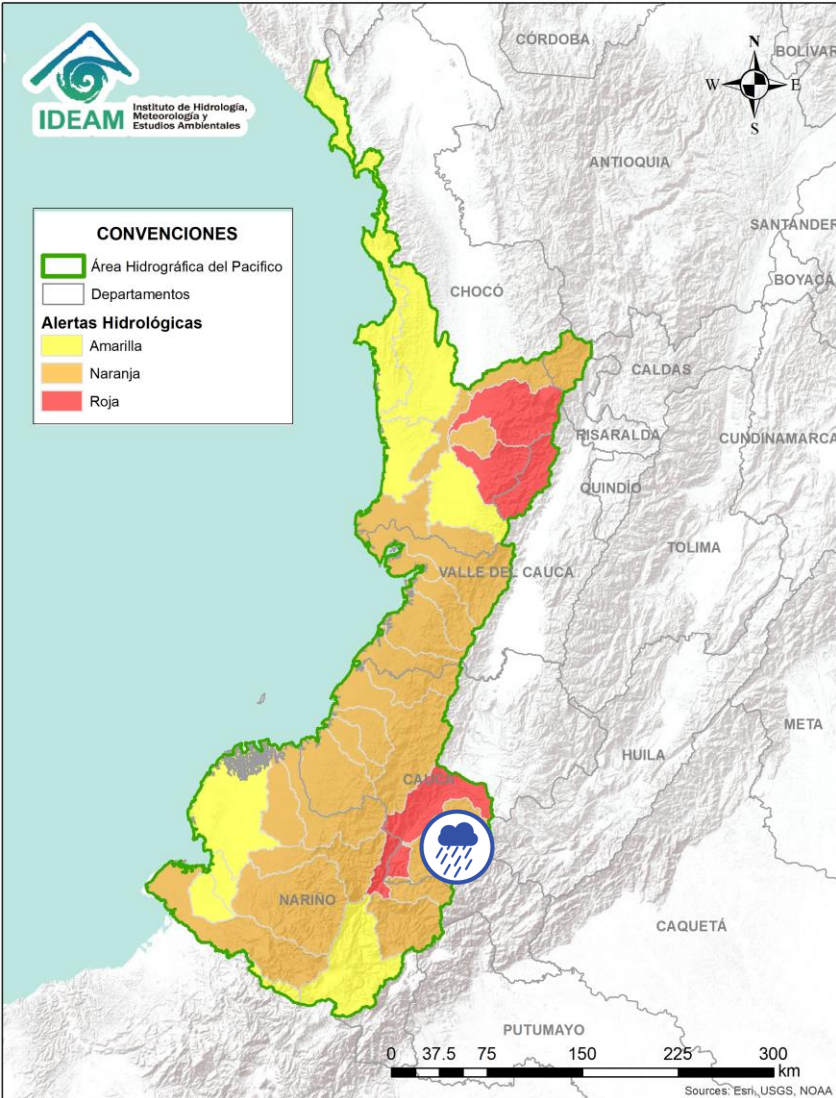 IDEAM
Instituto de Hidrología,
Meteorología y
Estudios Ambientales
N
W
E
S
CONVENCIONES
Área Hidrográfica del Pacifico
Departamentos
Alertas Hidrológicas
Amarilla
Naranja
Roja
CÓRDOBA
BOLÍVAR
ANTIOQUIA
SANTANDER
BOYACÁ
CHOCÓ
CALDAS
RISARALDA
CUNDINAMARCA
QUINDÍO
TOLIMA
VALLE DEL CAUCA
META
HUILA
CAUCA
NARIÑO
CAQUETÁ
PUTUMAYO
0 37.5 75 150 225 300
km
Sources: Esri, USGS, NOAA